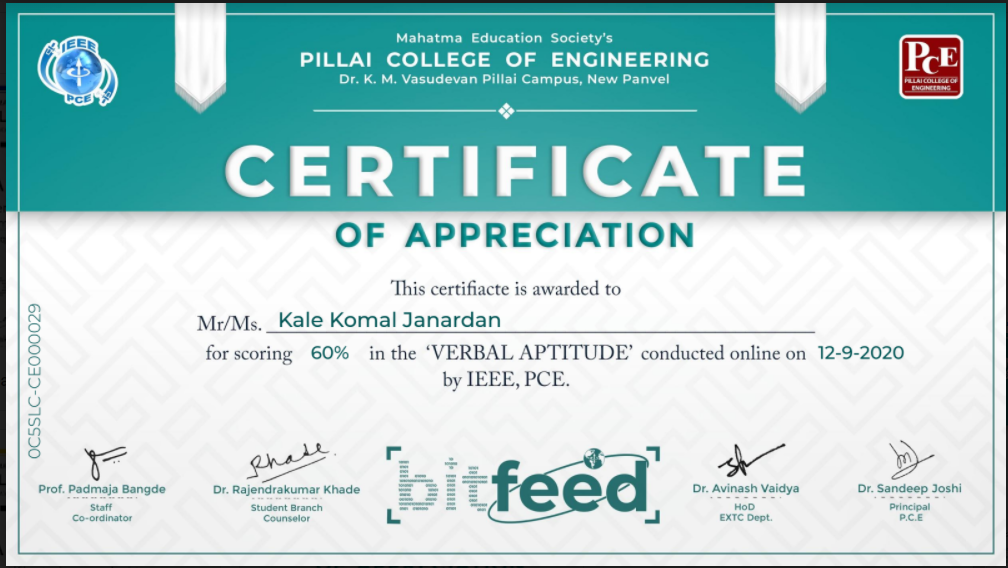 Mahatma Education Society's
PILLAI COLLEGE OF ENGINEERING
Dr. K. M. Vasudevan Pillai Campus, New Panvel
IEEE
PCE
PCE
PILLAI COLLEGE OF
ENGINEERING
CERTIFICATE
OF APPRECIATION
This certifiacte is awarded to
Mr/Ms. Kale Komal Janardan
for scoring 60% in the 'VERBAL APTITUDE' conducted online on 12-9-2020
by IEEE, PCE.
0C5SLC-CE000029
Khade
Prof. Padmaja Bangde
Staff
Co-ordinator
Dr. Rajendrakumar Khade
Student Branch
Counselor
bitfeed
Dr. Avinash Vaidya
HoD
EXTC Dept.
Dr. Sandeep Joshi
Principal
P.C.E